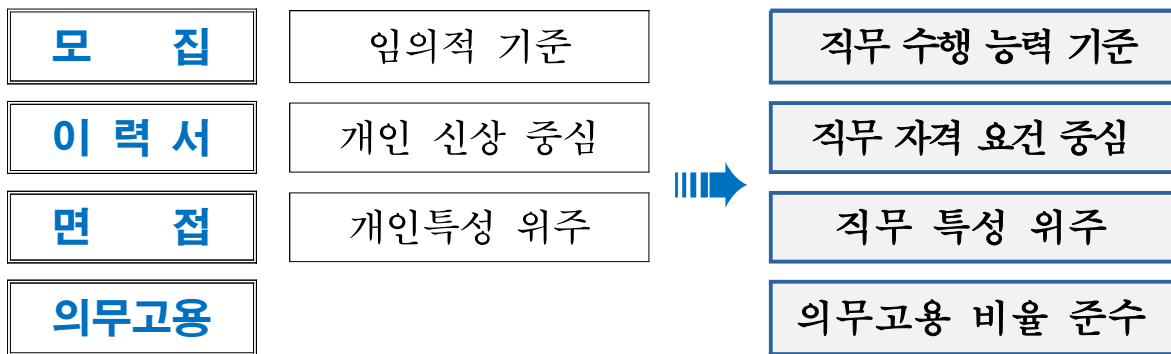 모 집 임의적 기준 직무 수행 능력 기준
이 력 서 개인 신상 중심 직무 자격 요건 중심
면 접 개인특성 위주 직무 특성 위주
의무고용 의무고용 비율 준수